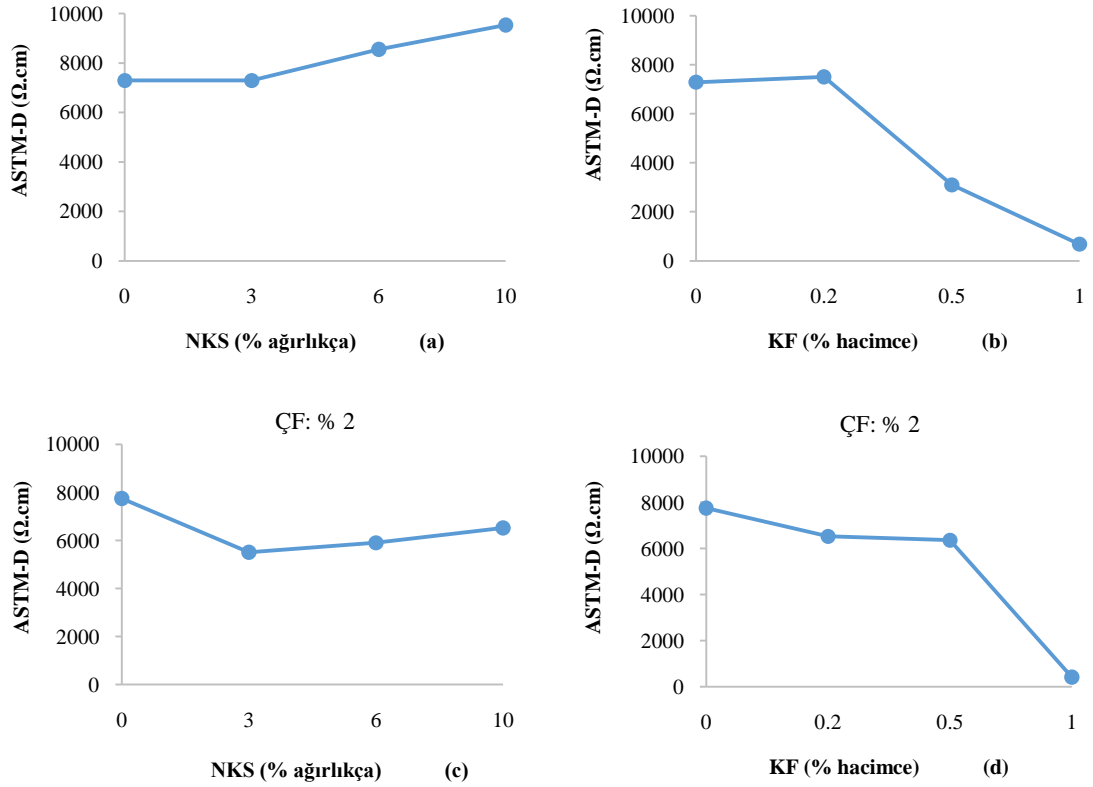 10000
8000
6000
4000
2000
0
ASTM-D (Ω.cm)
0 3 6 10
NKS (% ağırlıkça) (a)
10000
8000
6000
4000
2000
0
ASTM-D (Ω.cm)
0 0.2 0.5 1
KF (% hacimce) (b)
ÇF: % 2
10000
8000
6000
4000
2000
0
ASTM-D (Ω.cm)
0 3 6 10
NKS (% ağırlıkça) (c)
ÇF: % 2
10000
8000
6000
4000
2000
0
ASTM-D (Ω.cm)
0 0.2 0.5 1
KF (% hacimce) (d)